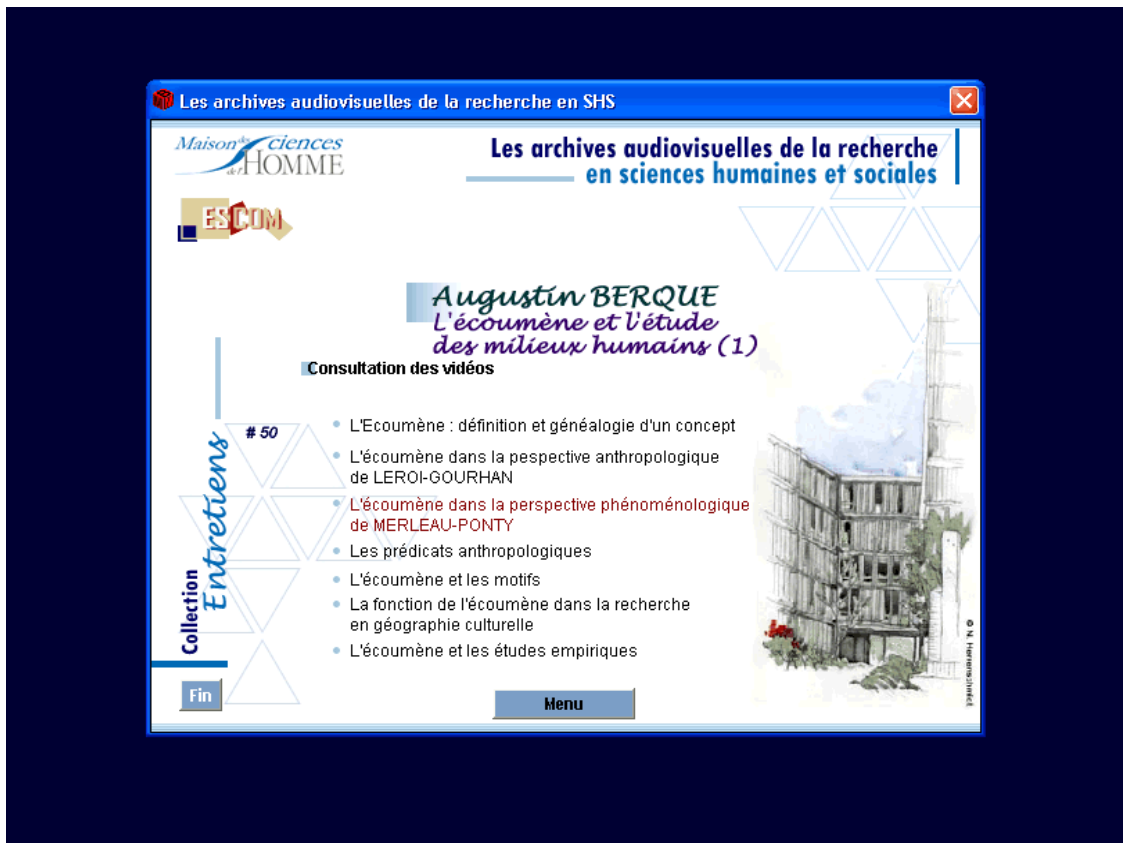 Les archives audiovisuelles de la recherche en SHS
Maison des Sciences
de l'HOMME
Les archives audiovisuelles de la recherche
en sciences humaines et sociales
ESCOM
Augustin BERQUE
L'écoumène et l'étude
des milieux humains (1)
Consultation des vidéos
# 50
Collection
Entretiens
L'Ecoumène : définition et généalogie d'un concept
L'écoumène dans la pespective anthropologique
de LEROI-GOURHAN
L'écoumène dans la perspective phénoménologique
de MERLEAU-PONTY
Les prédicats anthropologiques
L'écoumène et les motifs
La fonction de l'écoumène dans la recherche
en géographie culturelle
L'écoumène et les études empiriques
Fin
Menu
© N.